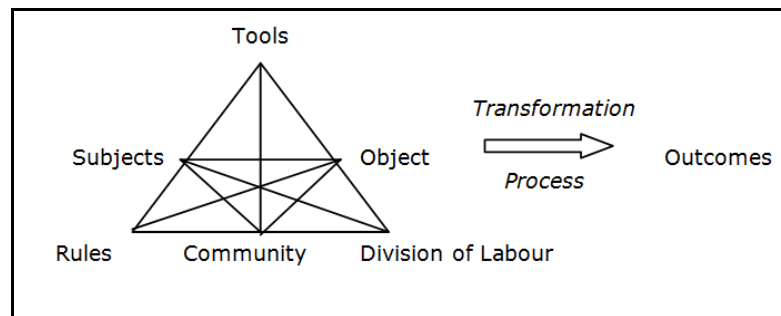 Tools
Transformation
Subjects
Object
Outcomes
Process
Rules
Community
Division of Labour